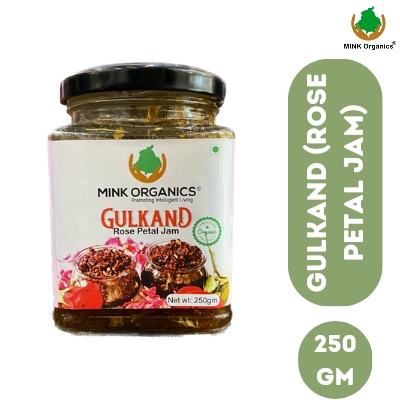 MINK Organics®
MINK ORGANICS®
Promoting Intelligent Living
GULKAND
Rose Petal Jam
Organic
Net wt: 250gm
GULKAND (ROSE
PETAL JAM)
250
GM